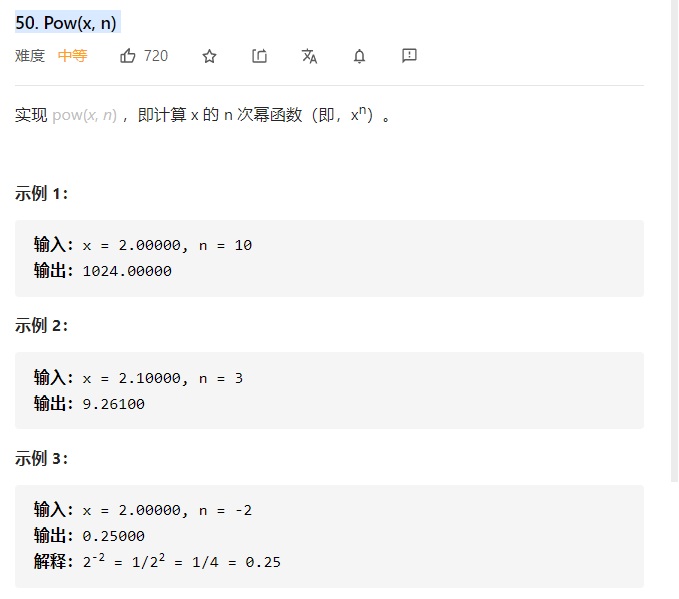 50. Pow(x, n)
难度 中等 720
实现 pow(x, n) ，即计算 x 的 n 次幂函数（即，xⁿ）。
示例 1：
输入：x = 2.00000, n = 10
输出：1024.00000
示例 2：
输入：x = 2.10000, n = 3
输出：9.26100
示例 3：
输入：x = 2.00000, n = -2
输出：0.25000
解释：2⁻² = 1/2² = 1/4 = 0.25